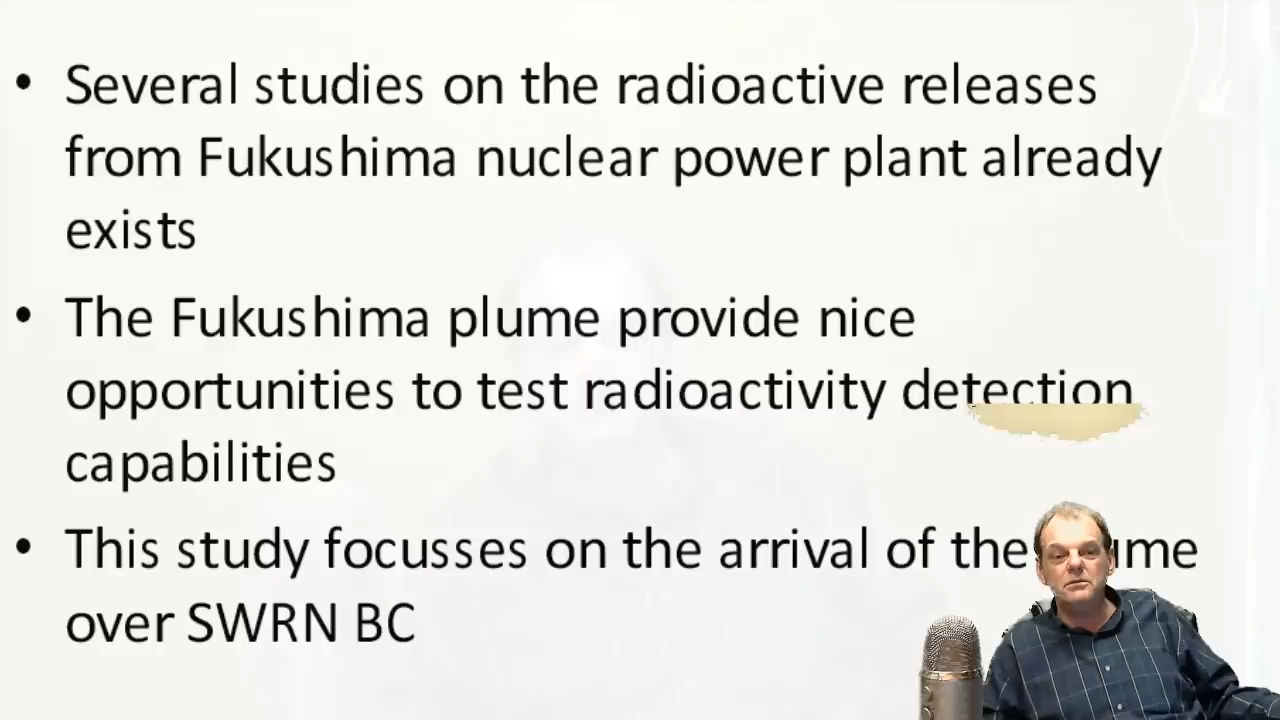 • Several studies on the radioactive releases
from Fukushima nuclear power plant already
exists
• The Fukushima plume provide nice
opportunities to test radioactivity detection
capabilities
• This study focusses on the arrival of the ume
over SWRN BC